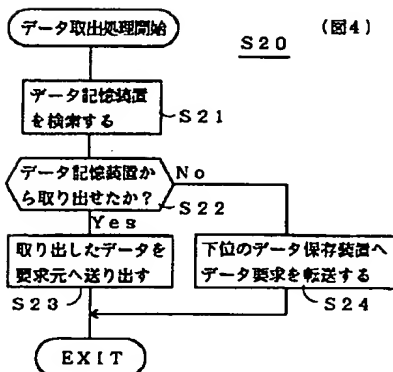 データ取出処理開始
(図4)
S20
データ記憶装置
を検索する
S21
データ記憶装置か
ら取り出せたか?
No
S22
Yes
取り出したデータを
要求元へ送り出す
下位のデータ保存装置へ
データ要求を転送する
S23
S24
EXIT